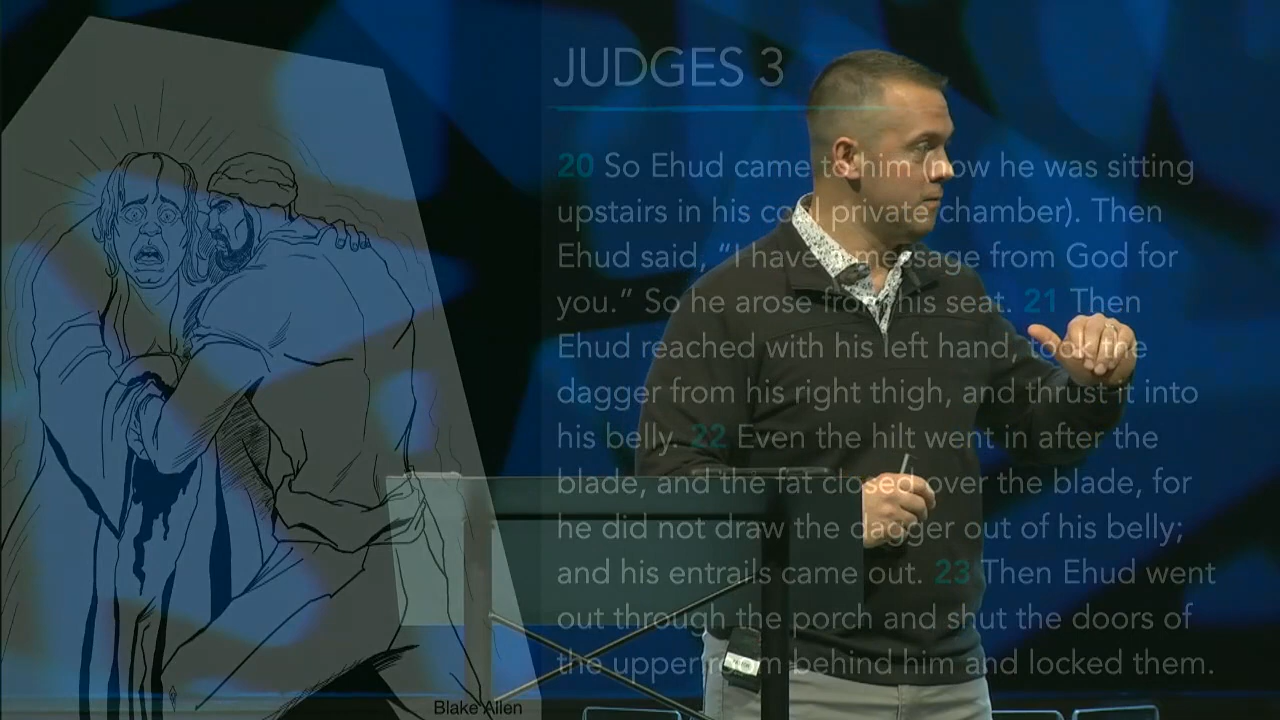 JUDGES 3
20 So Ehud came he was sitting
upstairs in his private chamber). Then
Ehud said, “I have message from God for
you.” So he arose from his seat. 21 Then
Ehud reached with his left hand, took the
dagger from his right thigh, and thrust it into
his belly. 22 Even the hilt went in after the
blade, and the fat closed over the blade, for
he did not draw the dagger out of his belly;
and his entrails came out. 23 Then Ehud went
out through the porch and shut the doors of
the upper room behind him and locked them.
Blake Allen